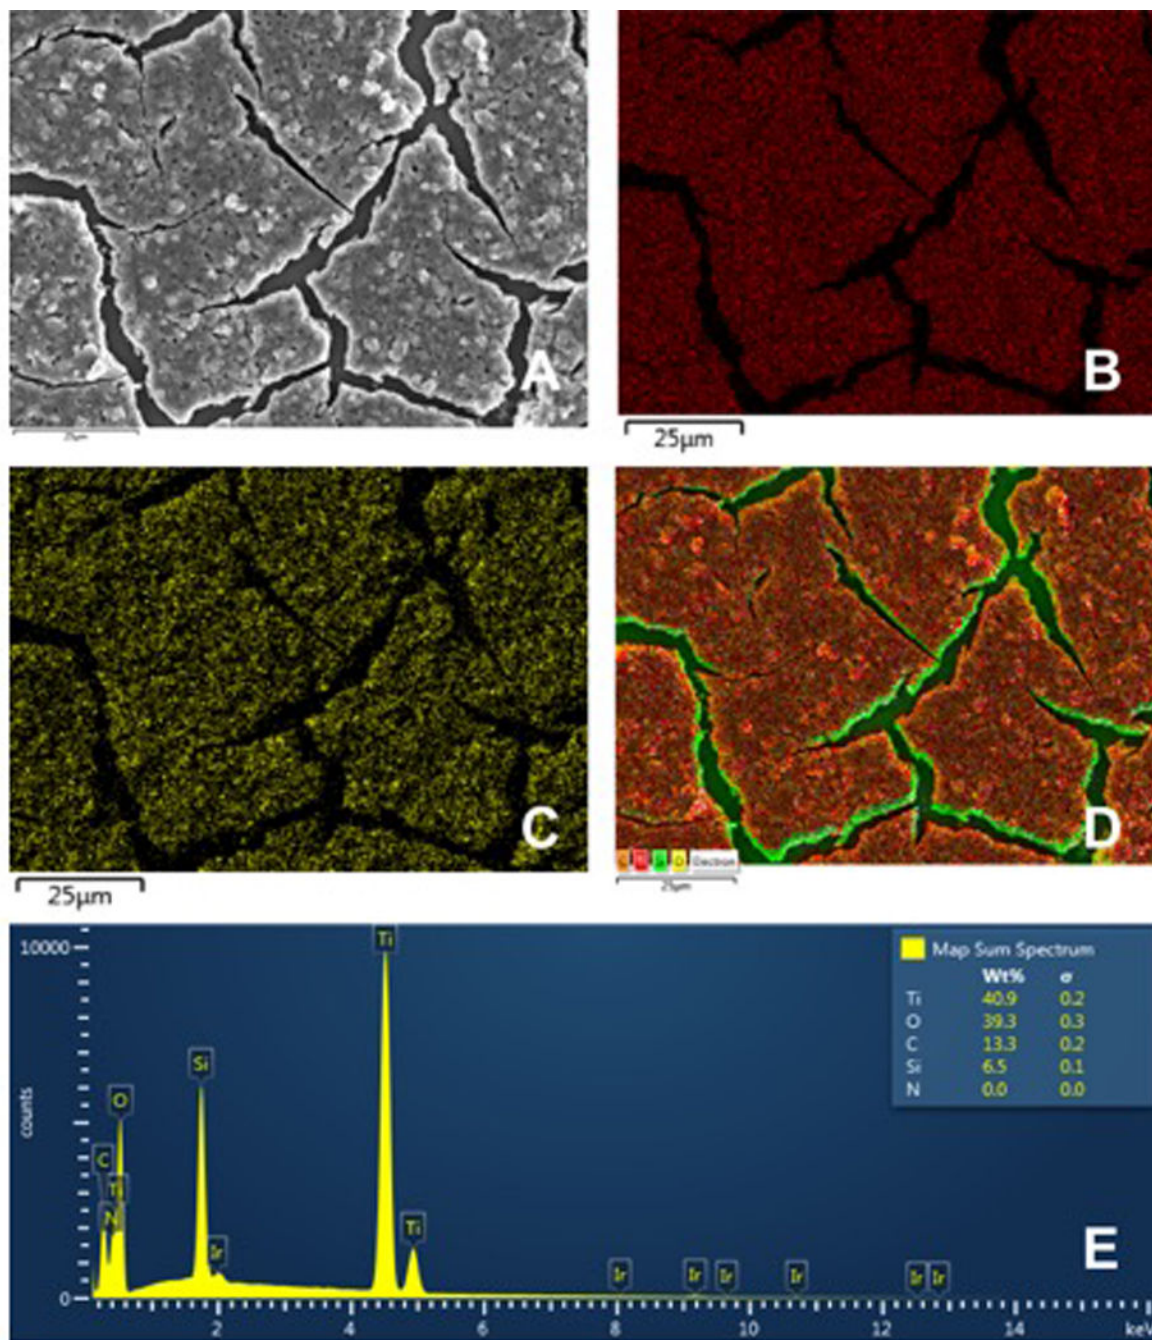 A
B
25µm
C
D
25µm
Electron
25µm
E
10000
0
counts
2
4
6
8
10
12
14
keV
C
N
Ti
O
Si
Ir
Ti
Ti
Ir
Ir
Ir
Ir
Ir
Ir
Map Sum Spectrum
Wt% σ
Ti 40.9 0.2
O 39.3 0.3
C 13.3 0.2
Si 6.5 0.1
N 0.0 0.0